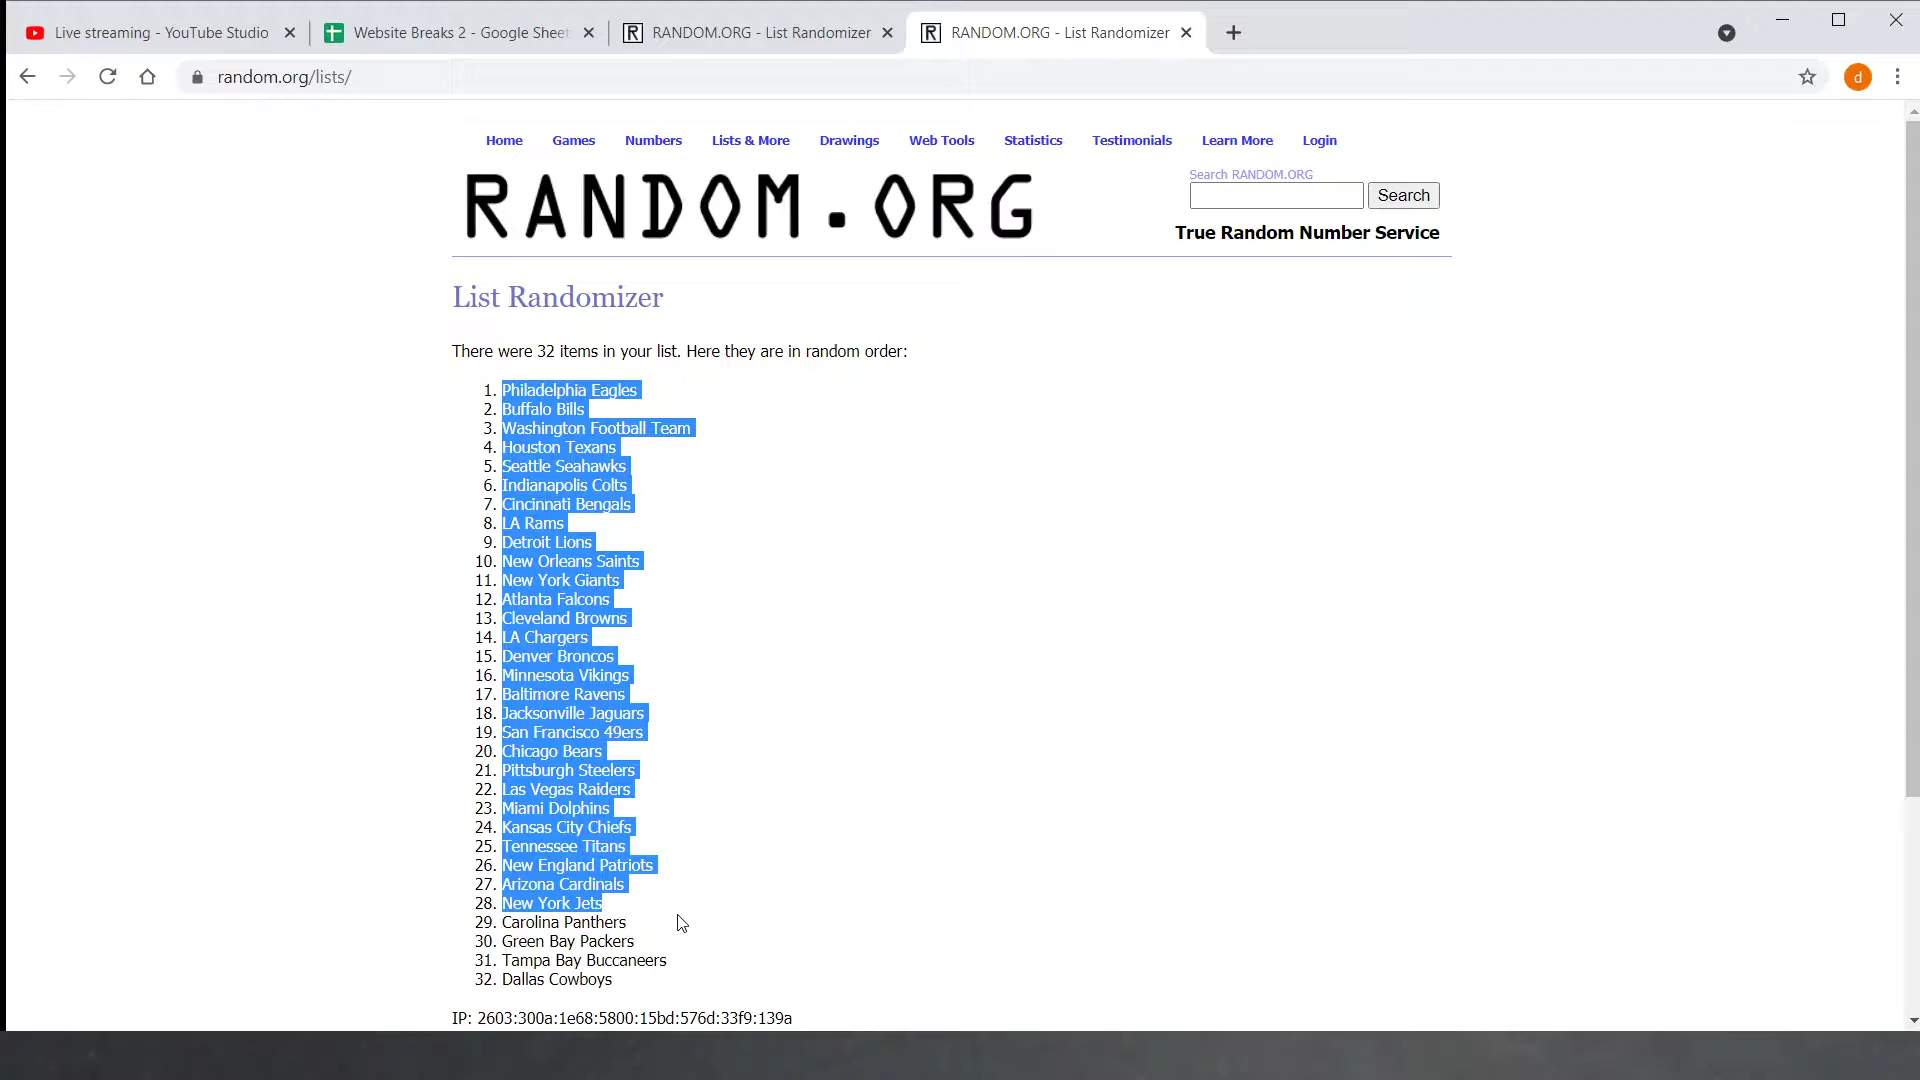 Live streaming - YouTube Studio
Website Breaks 2 - Google Sheet
RANDOM.ORG - List Randomizer
RANDOM.ORG - List Randomizer
random.org/lists/
d
Home Games Numbers Lists & More Drawings Web Tools Statistics Testimonials Learn More Login
RANDOM.ORG
Search RANDOM.ORG
Search
True Random Number Service
List Randomizer
There were 32 items in your list. Here they are in random order:
1. Philadelphia Eagles
2. Buffalo Bills
3. Washington Football Team
4. Houston Texans
5. Seattle Seahawks
6. Indianapolis Colts
7. Cincinnati Bengals
8. LA Rams
9. Detroit Lions
10. New Orleans Saints
11. New York Giants
12. Atlanta Falcons
13. Cleveland Browns
14. LA Chargers
15. Denver Broncos
16. Minnesota Vikings
17. Baltimore Ravens
18. Jacksonville Jaguars
19. San Francisco 49ers
20. Chicago Bears
21. Pittsburgh Steelers
22. Las Vegas Raiders
23. Miami Dolphins
24. Kansas City Chiefs
25. Tennessee Titans
26. New England Patriots
27. Arizona Cardinals
28. New York Jets
29. Carolina Panthers
30. Green Bay Packers
31. Tampa Bay Buccaneers
32. Dallas Cowboys
IP: 2603:300a:1e68:5800:15bd:576d:33f9:139a